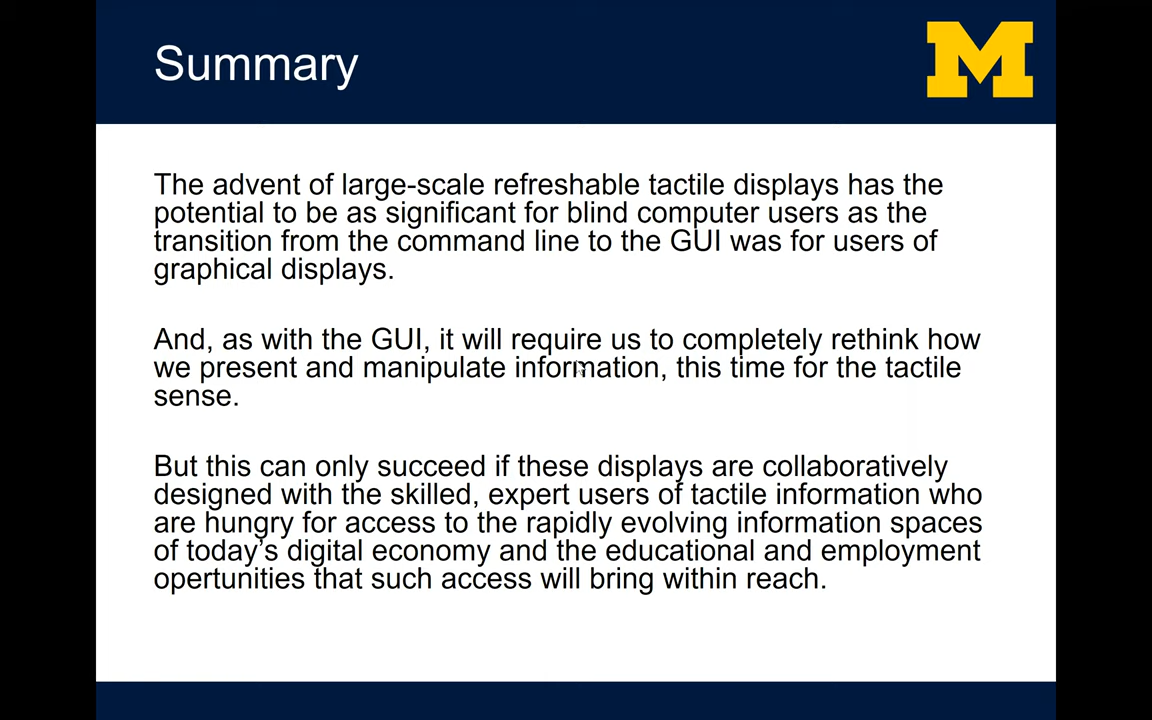 Summary
M
The advent of large-scale refreshable tactile displays has the
potential to be as significant for blind computer users as the
transition from the command line to the GUI was for users of
graphical displays.
And, as with the GUI, it will require us to completely rethink how
we present and manipulate information, this time for the tactile
sense.
But this can only succeed if these displays are collaboratively
designed with the skilled, expert users of tactile information who
are hungry for access to the rapidly evolving information spaces
of today’s digital economy and the educational and employment
opertunities that such access will bring within reach.